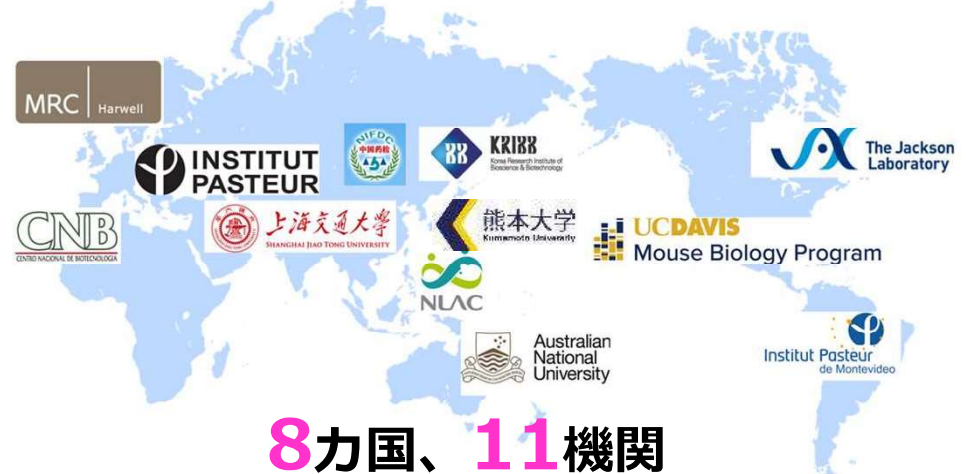 MRC Harwell
INSTITUT
PASTEUR
NIFDC
中国药检
KRIBB
Korea Research Institute of
Bioscience & Biotechnology
The Jackson
Laboratory
CNB
CENTRO NACIONAL DE BIOTECNOLOGIA
上海交通大學
SHANGHAI JIAO TONG UNIVERSITY
熊本大学
Kumamoto University
UCDAVIS
Mouse Biology Program
NLAC
Australian
National
University
Institut Pasteur
de Montevideo
8カ国、11機関